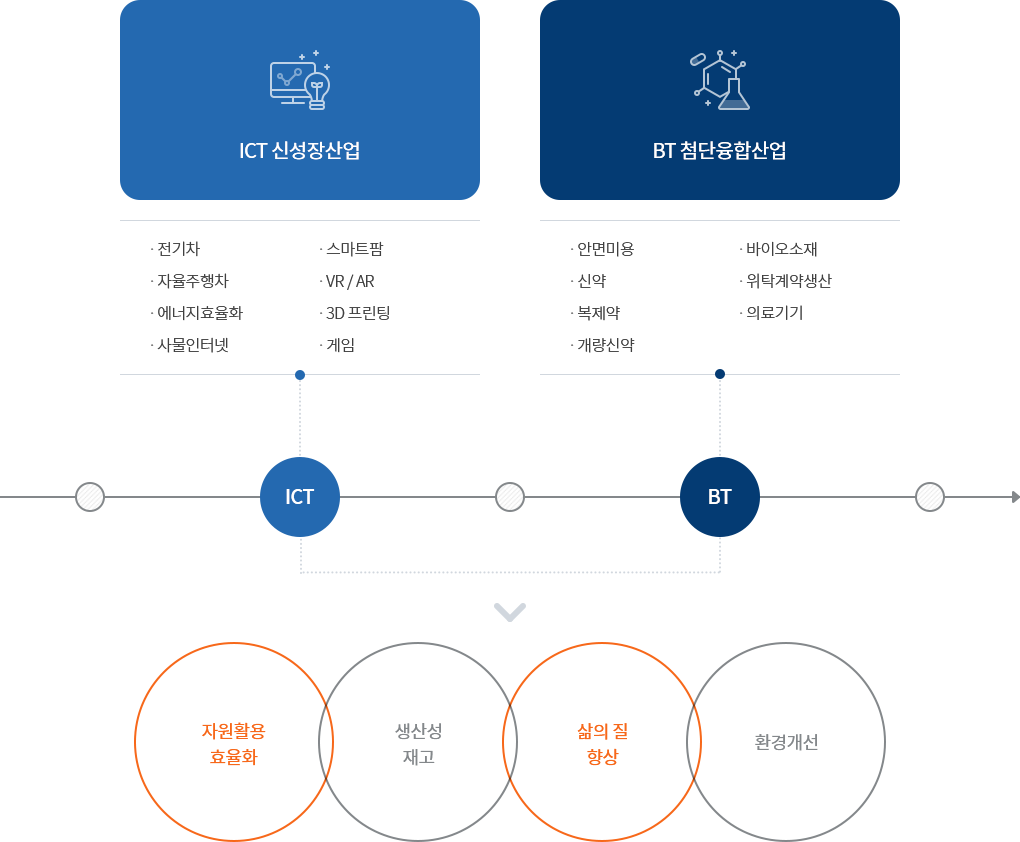 ICT 신성장산업
· 전기차
· 자율주행차
· 에너지효율화
· 사물인터넷
· 스마트팜
· VR / AR
· 3D 프린팅
· 게임
BT 첨단융합산업
· 안면미용
· 신약
· 복제약
· 개량신약
· 바이오소재
· 위탁계약생산
· 의료기기
ICT
BT
자원활용
효율화
생산성
재고
삶의 질
향상
환경개선